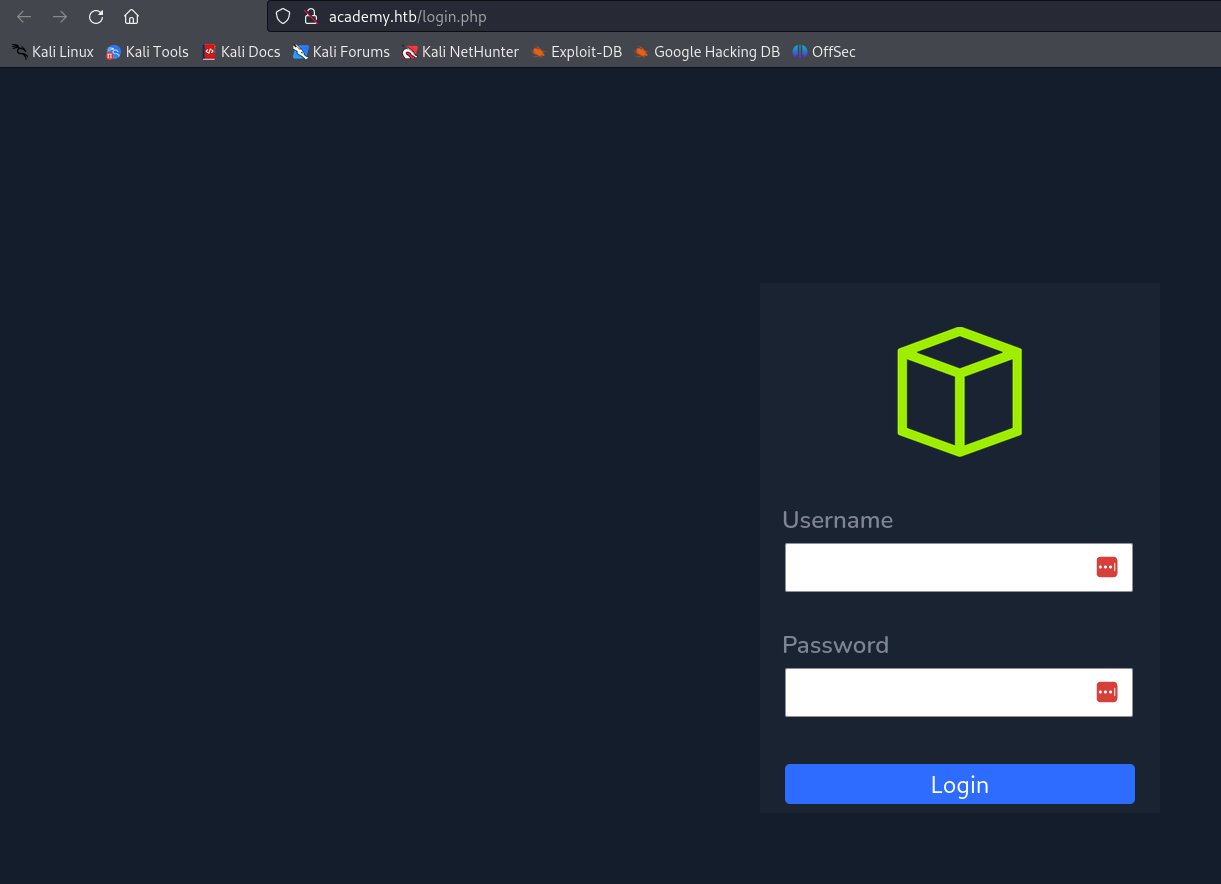 academy.htb/login.php
Kali Linux Kali Tools Kali Docs Kali Forums Kali NetHunter Exploit-DB Google Hacking DB OffSec
Username
Password
Login